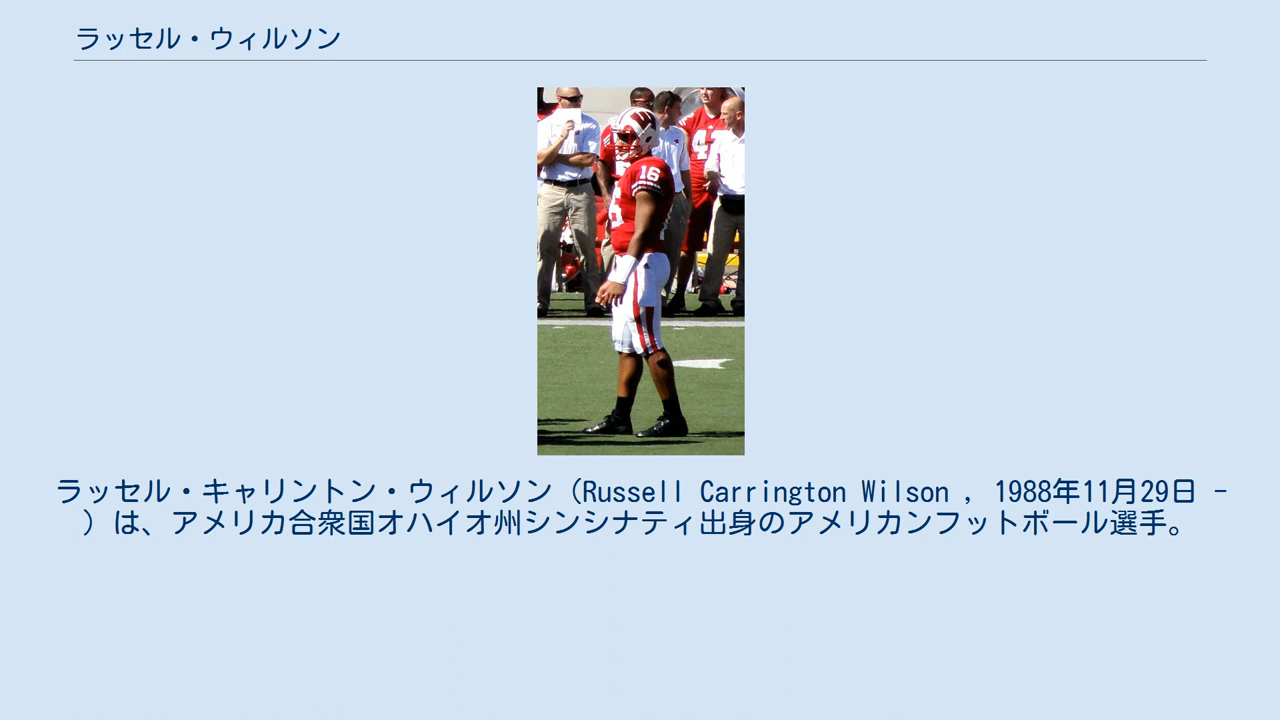 ラッセル・ウィルソン
16
ラッセル・キャリントン・ウィルソン（Russell Carrington Wilson , 1988年11月29日 -
）は、アメリカ合衆国オハイオ州シンシナティ出身のアメリカンフットボール選手。